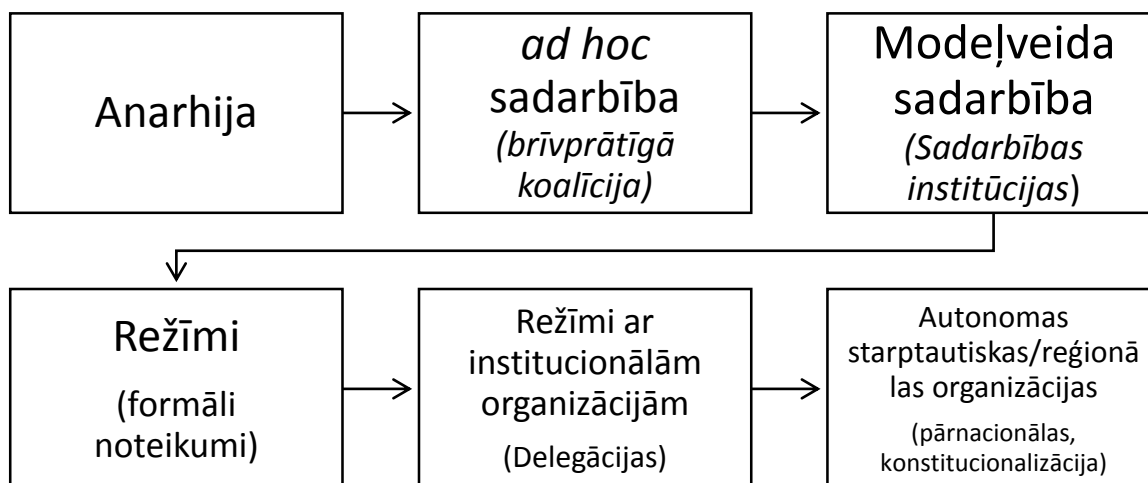 Anarhija
ad hoc
sadarbība
(brīvprātīgā
koalīcija)
Modeļveida
sadarbība
(Sadarbības
institūcijas)
Režīmi
(formāli
noteikumi)
Režīmi ar
institucionālām
organizācijām
(Delegācijas)
Autonomas
starptautiskas/reģionā
las organizācijas
(pārnacionālas,
konstitucionalizācija)